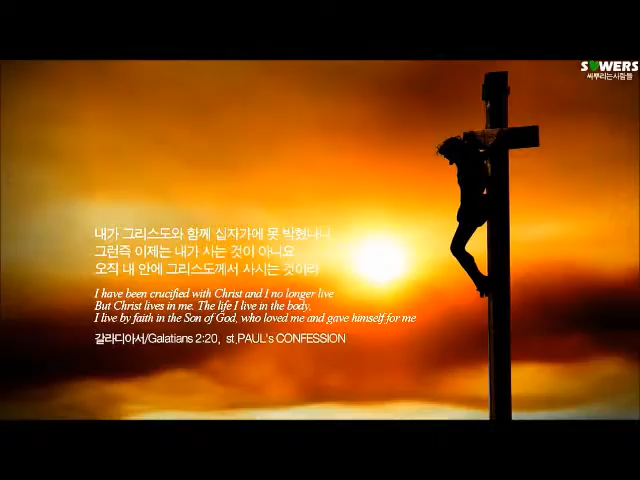 SOWERS
씨뿌리는사람들
내가 그리스도와 함께 십자가에 못 박혔나니
그런즉 이제는 내가 사는 것이 아니요
오직 내 안에 그리스도께서 사시는 것이라
I have been crucified with Christ and I no longer live
But Christ lives in me. The life I live in the body,
I live by faith in the Son of God, who loved me and gave himself for me
갈라디아서/Galatians 2:20, st.PAUL's CONFESSION